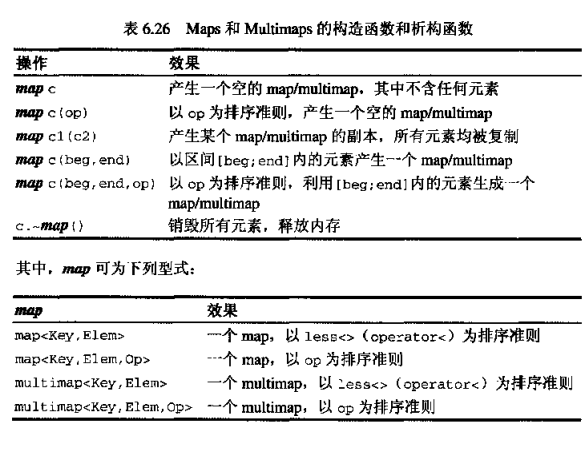 表 6.26 Maps 和 Multimaps 的构造函数和析构函数
操作 效果
map c 产生一个空的 map/multimap，其中不含任何元素
map c(op) 以 op 为排序准则，产生一个空的 map/multimap
map c1(c2) 产生某个 map/multimap 的副本，所有元素均被复制
map c(beg,end) 以区间[beg;end]内的元素产生一个 map/multimap
map c(beg,end,op) 以 op 为排序准则，利用[beg;end]内的元素生成一个
map/multimap
c.~map() 销毁所有元素，释放内存
其中，map 可为下列型式：
map 效果
map<Key,Elem> 一个 map，以 less<>（operator<）为排序准则
map<Key,Elem,Op> 一个 map，以 op 为排序准则
multimap<Key,Elem> 一个 multimap，以 less<>（operator<）为排序准则
multimap<Key,Elem,Op> 一个 multimap，以 op 为排序准则